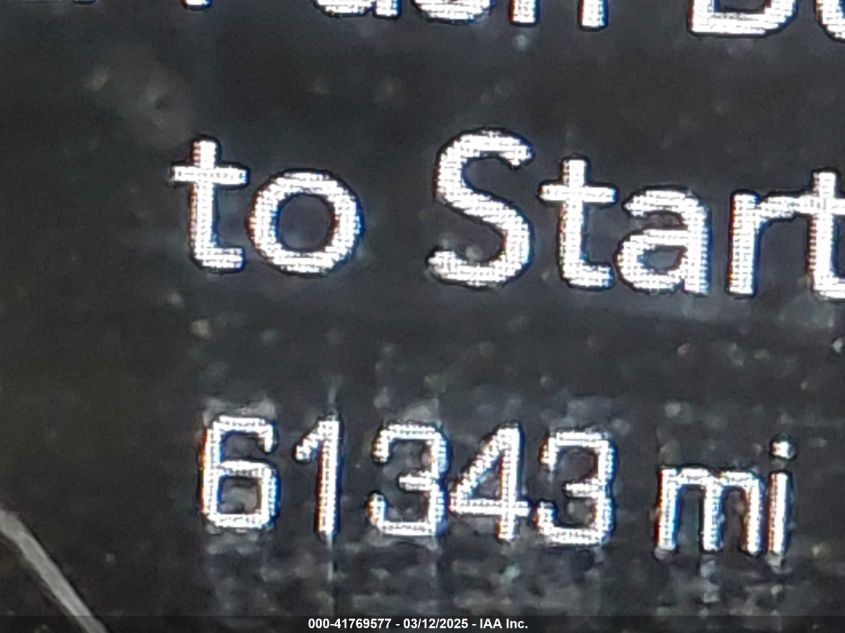 to Start
61343 mi
000-41769577 - 03/12/2025 - IAA Inc.